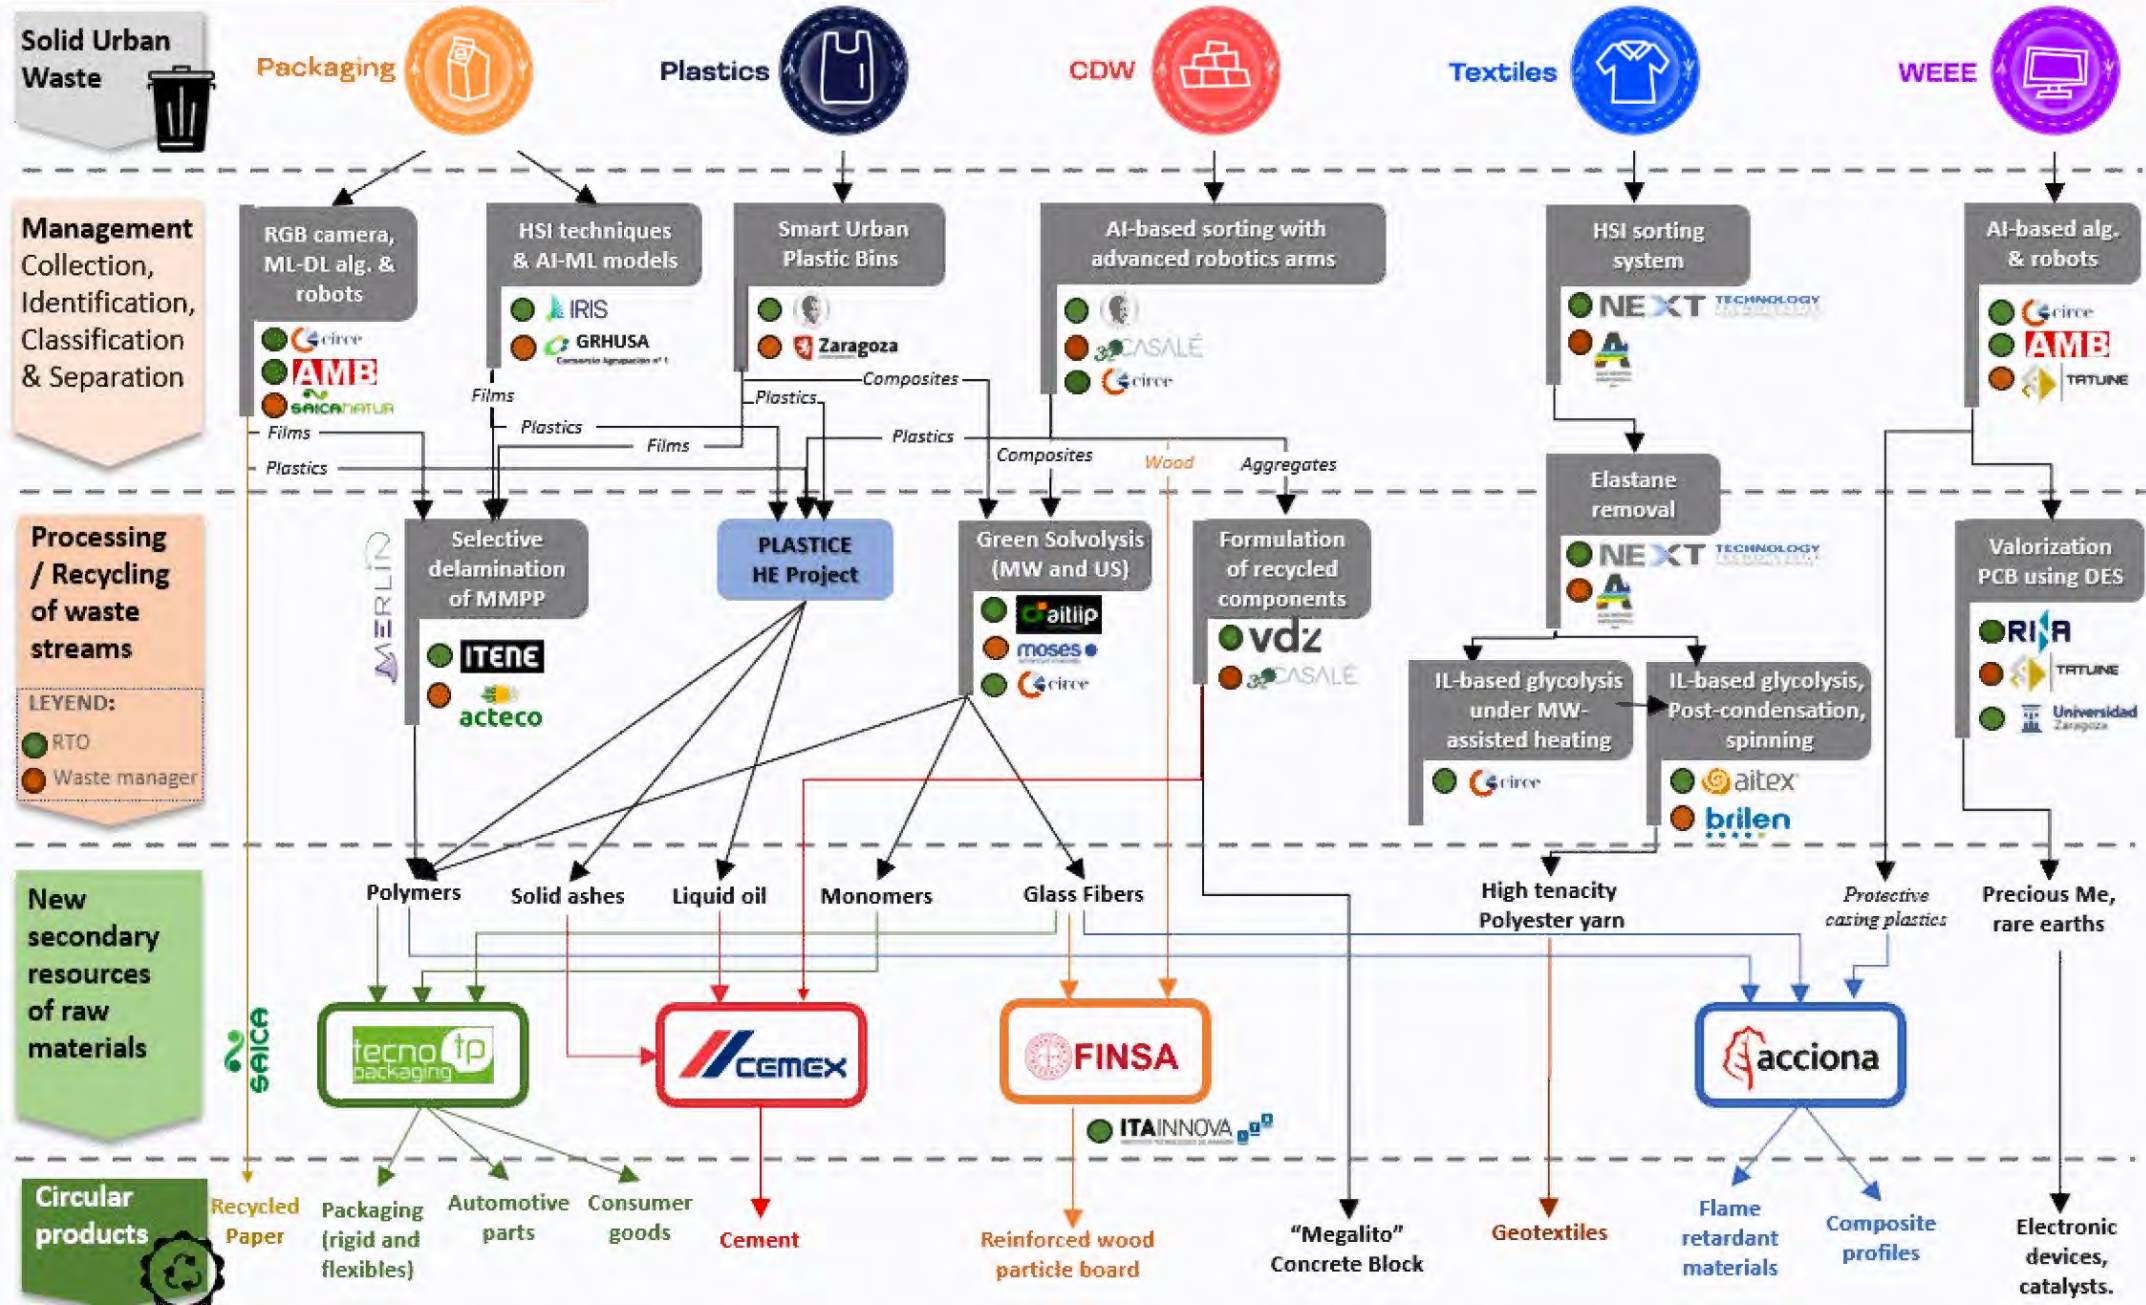 Solid Urban
Waste
Packaging
Plastics
CDW
Textiles
WEEE
Management
Collection,
Identification,
Classification
& Separation
RGB camera,
ML-DL alg. &
robots
circe
AMB
SAICANATUR
HSI techniques
& AI-ML models
IRIS
GRHUSA
Consorcio Agrupación nº 1
Smart Urban
Plastic Bins
Zaragoza
AI-based sorting with
advanced robotics arms
CASALÉ
circe
HSI sorting
system
NEXT TECHNOLOGY
AI-based alg.
& robots
circe
AMB
TATUINE
Films
Plastics
Films
Plastics
Films
Composites
Plastics
Plastics
Composites
Wood
Aggregates
Elastane
removal
NEXT TECHNOLOGY
Processing
/ Recycling
of waste
streams
LEYEND:
RTO
Waste manager
MERLIN
Selective
delamination
of MMPP
ITENE
acteco
PLASTICE
HE Project
Green Solvolysis
(MW and US)
aitiip
moses
circe
Formulation
of recycled
components
vdz
CASALÉ
IL-based glycolysis
under MW-
assisted heating
circe
IL-based glycolysis,
Post-condensation,
spinning
aitex
brilen
Valorization
PCB using DES
RINA
TATUINE
Universidad
Zaragoza
New
secondary
resources
of raw
materials
Polymers
Solid ashes
Liquid oil
Monomers
Glass Fibers
High tenacity
Polyester yarn
Protective
casing plastics
Precious Me,
rare earths
SAICA
tecno tp
packaging
CEMEX
FINSA
ITAINNOVA
acciona
Circular
products
Recycled
Paper
Packaging
(rigid and
flexibles)
Automotive
parts
Consumer
goods
Cement
Reinforced wood
particle board
“Megalito”
Concrete Block
Geotextiles
Flame
retardant
materials
Composite
profiles
Electronic
devices,
catalysts.